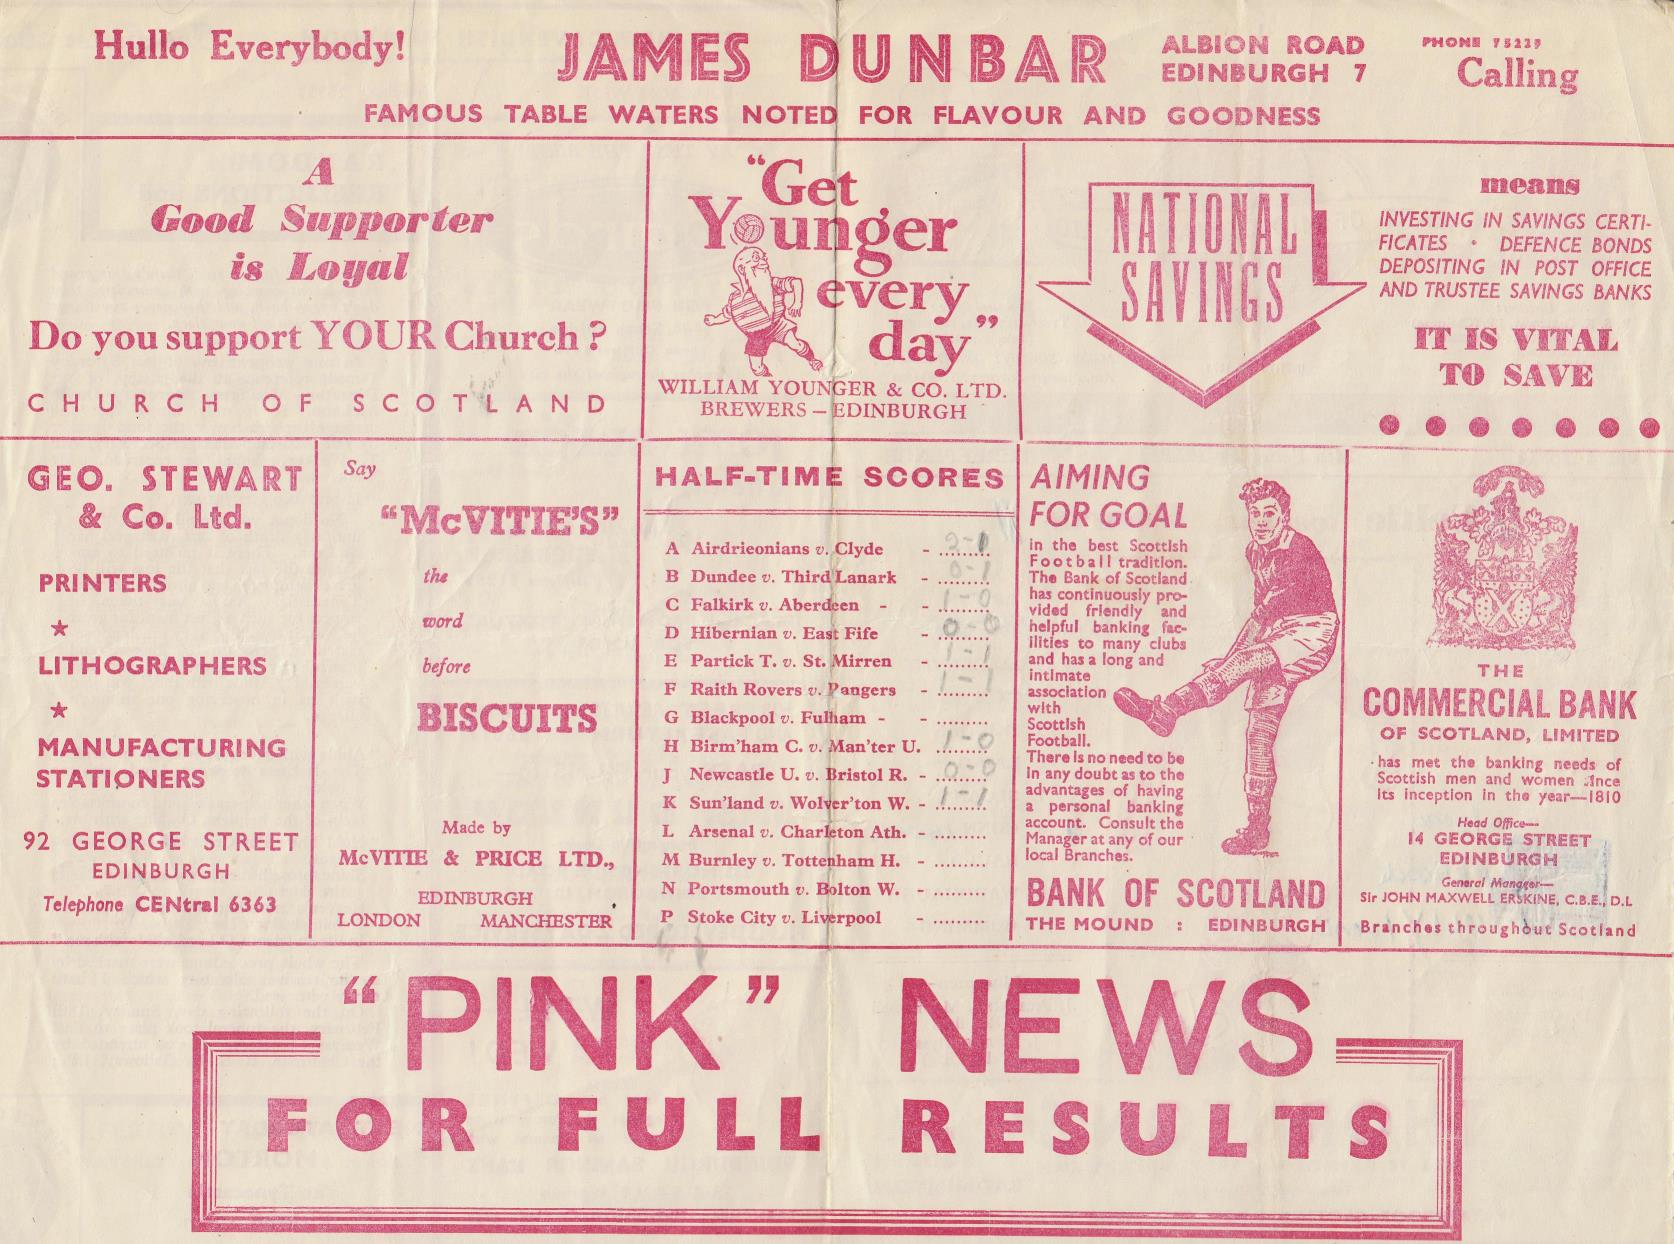 Hullo Everybody!
JAMES DUNBAR
ALBION ROAD
EDINBURGH 7
PHONE 75229
Calling
FAMOUS TABLE WATERS NOTED FOR FLAVOUR AND GOODNESS
A
Good Supporter
is Loyal
Do you support YOUR Church?
CHURCH OF SCOTLAND
"Get
Younger
every
day"
WILLIAM YOUNGER & CO. LTD.
BREWERS – EDINBURGH
NATIONAL
SAVINGS
means
INVESTING IN SAVINGS CERTI-
FICATES · DEFENCE BONDS
DEPOSITING IN POST OFFICE
AND TRUSTEE SAVINGS BANKS
IT IS VITAL
TO SAVE
GEO. STEWART
& Co. Ltd.
PRINTERS
★
LITHOGRAPHERS
★
MANUFACTURING
STATIONERS
92 GEORGE STREET
EDINBURGH
Telephone CENtral 6363
Say
"McVITIE'S"
the
word
before
BISCUITS
Made by
McVITIE & PRICE LTD.,
EDINBURGH
LONDON MANCHESTER
HALF-TIME SCORES
A Airdrieonians v. Clyde - 2-0
B Dundee v. Third Lanark - 0-1
C Falkirk v. Aberdeen - - 1-0
D Hibernian v. East Fife - 0-0
E Partick T. v. St. Mirren - 1-1
F Raith Rovers v. Rangers - 1-1
G Blackpool v. Fulham - - .........
H Birm'ham C. v. Man'ter U. 1-0
J Newcastle U. v. Bristol R. - 0-0
K Sun'land v. Wolver'ton W. - 1-1
L Arsenal v. Charleton Ath. - .........
M Burnley v. Tottenham H. - .........
N Portsmouth v. Bolton W. - .........
P Stoke City v. Liverpool - .........
AIMING
FOR GOAL
in the best Scottish
Football tradition.
The Bank of Scotland
has continuously pro-
vided friendly and
helpful banking fac-
ilities to many clubs
and has a long and
intimate
association
with
Scottish
Football.
There is no need to be
in any doubt as to the
advantages of having
a personal banking
account. Consult the
Manager at any of our
local Branches.
BANK OF SCOTLAND
THE MOUND : EDINBURGH
THE
COMMERCIAL BANK
OF SCOTLAND, LIMITED
has met the banking needs of
Scottish men and women since
its inception in the year—1810
Head Office—
14 GEORGE STREET
EDINBURGH
General Manager—
Sir JOHN MAXWELL ERSKINE, C.B.E., D.L
Branches throughout Scotland
"PINK" NEWS
FOR FULL RESULTS